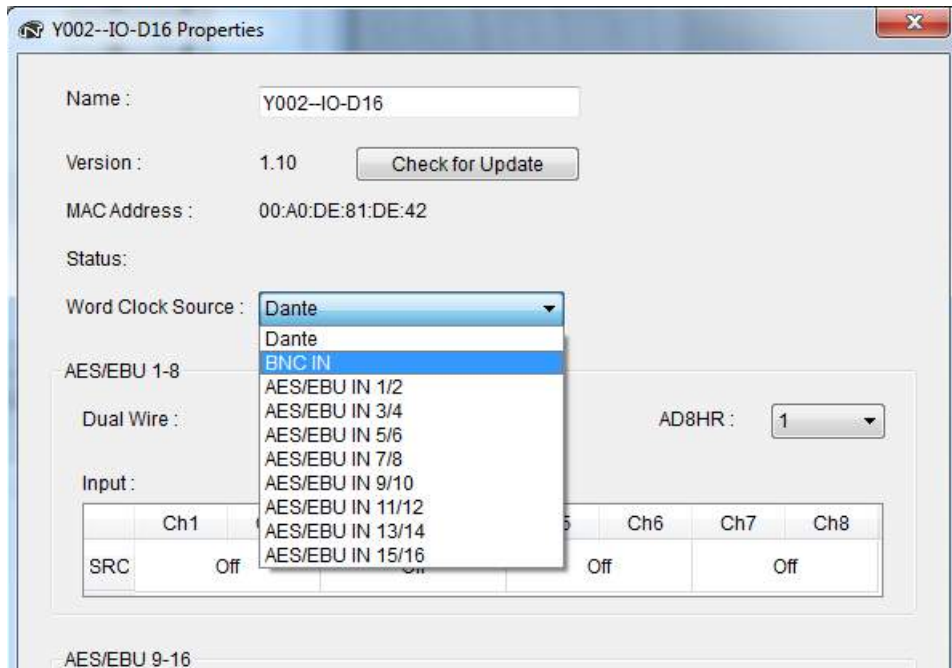 Y002--IO-D16 Properties
Name : Y002--IO-D16
Version : 1.10 Check for Update
MAC Address : 00:A0:DE:81:DE:42
Status:
Word Clock Source : Dante
Dante
BNC IN
AES/EBU 1-8
AES/EBU IN 1/2
AES/EBU IN 3/4
Dual Wire : AD8HR : 1
AES/EBU IN 5/6
AES/EBU IN 7/8
Input :
AES/EBU IN 9/10
AES/EBU IN 11/12
AES/EBU IN 13/14
AES/EBU IN 15/16
Ch1 Ch6 Ch7 Ch8
SRC Off Off Off
AES/EBU 9-16